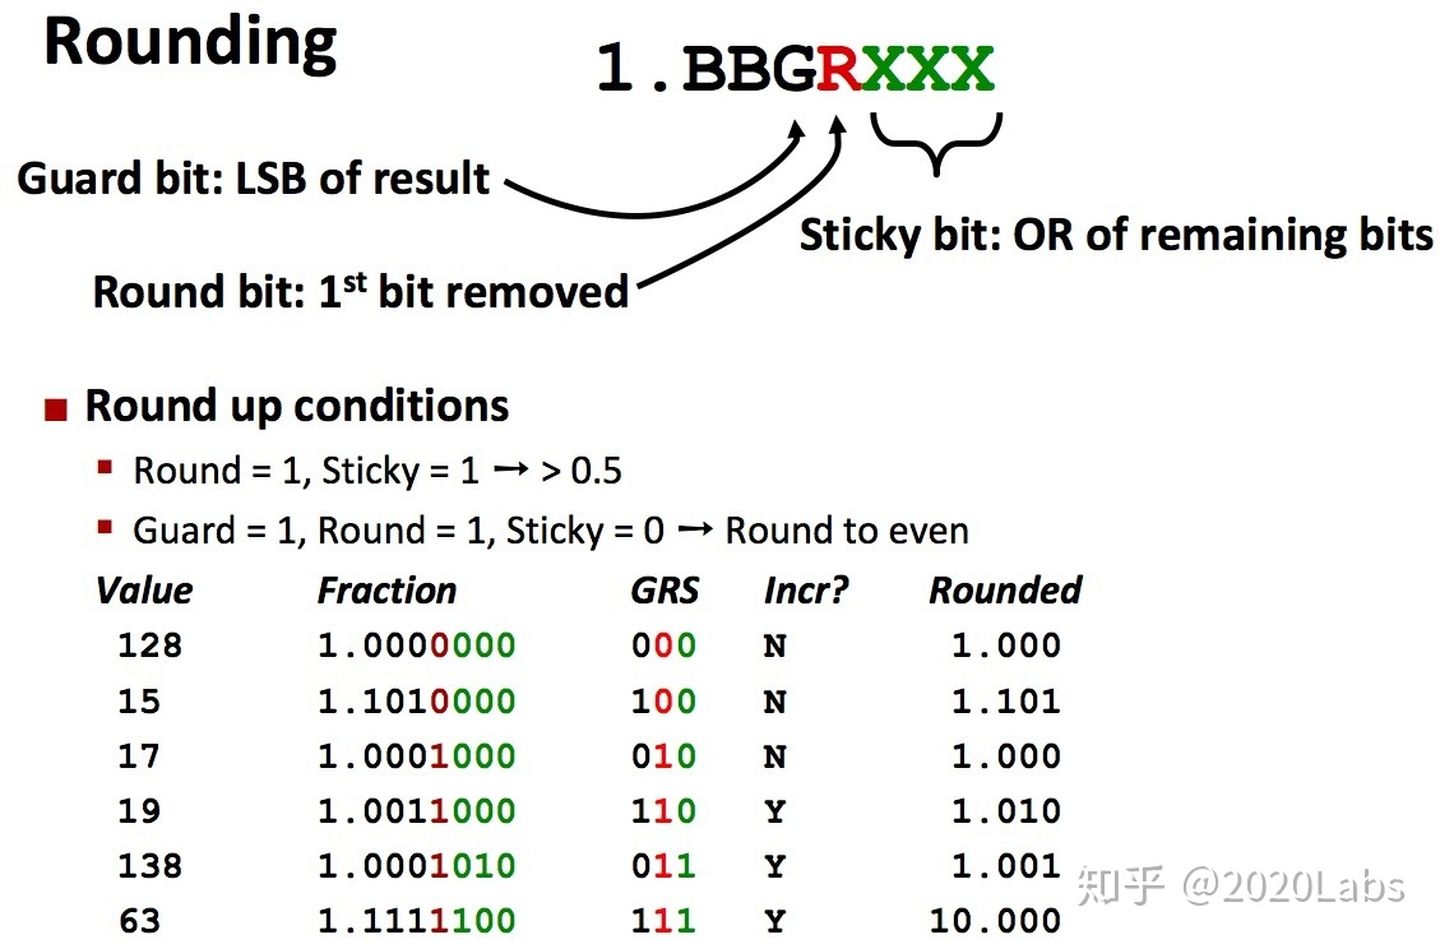 Rounding
1.BBGRXXX
Guard bit: LSB of result
Sticky bit: OR of remaining bits
Round bit: 1st bit removed
■ Round up conditions
▪ Round = 1, Sticky = 1 → > 0.5
▪ Guard = 1, Round = 1, Sticky = 0 → Round to even
Value Fraction GRS Incr? Rounded
128 1.0000000 000 N 1.000
15 1.1010000 100 N 1.101
17 1.0001000 010 N 1.000
19 1.0011000 110 Y 1.010
138 1.0001010 011 Y 1.001
63 1.1111100 111 Y 10.000
知乎 @2020Labs